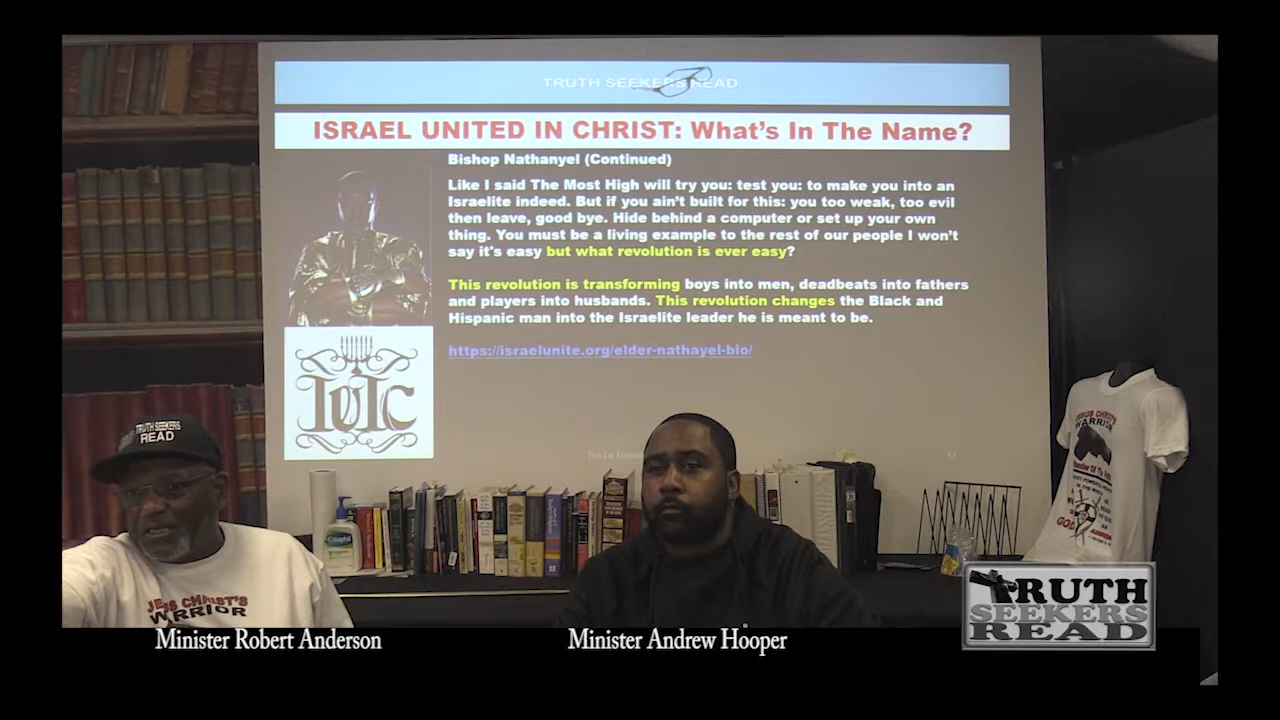 TRUTH SEEKERS READ
ISRAEL UNITED IN CHRIST: What's In The Name?
Bishop Nathanyel (Continued)
Like I said The Most High will try you: test you: to make you into an
Israelite indeed. But if you ain't built for this: you too weak, too evil
then leave, good bye. Hide behind a computer or set up your own
thing. You must be a living example to the rest of our people I won't
say it's easy but what revolution is ever easy?
This revolution is transforming boys into men, deadbeats into fathers
and players into husbands. This revolution changes the Black and
Hispanic man into the Israelite leader he is meant to be.
https://israelunite.org/elder-nathayel-bio/
IUIC
TRUTH SEEKERS
READ
Cetaphil
JESUS CHRIST'S
WARRIOR
JESUS CHRIST'S
WARRIOR
GOD
Minister Robert Anderson
Minister Andrew Hooper
TRUTH
SEEKERS
READ